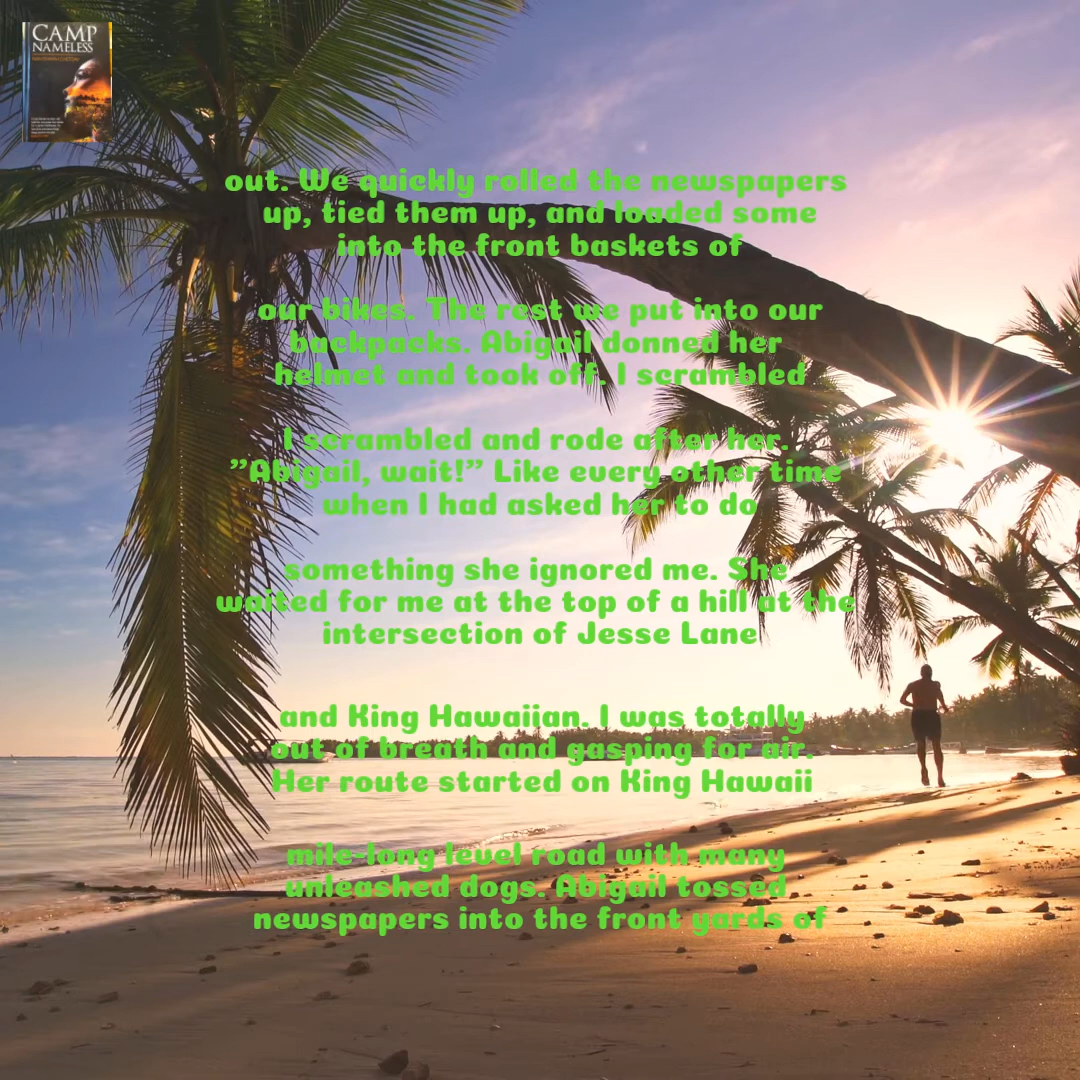 CAMP
NAMELESS
out. We quickly rolled the newspapers
up, tied them up, and loaded some
into the front baskets of
our bikes. The rest we put into our
backpacks. Abigail donned her
helmet and took off. I scrambled
I scrambled and rode after her.
"Abigail, wait!" Like every other time
when I had asked her to do
something she ignored me. She
waited for me at the top of a hill at the
intersection of Jesse Lane
and King Hawaiian. I was totally
out of breath and gasping for air.
Her route started on King Hawaii
mile-long level road with many
unleashed dogs. Abigail tossed
newspapers into the front yards of